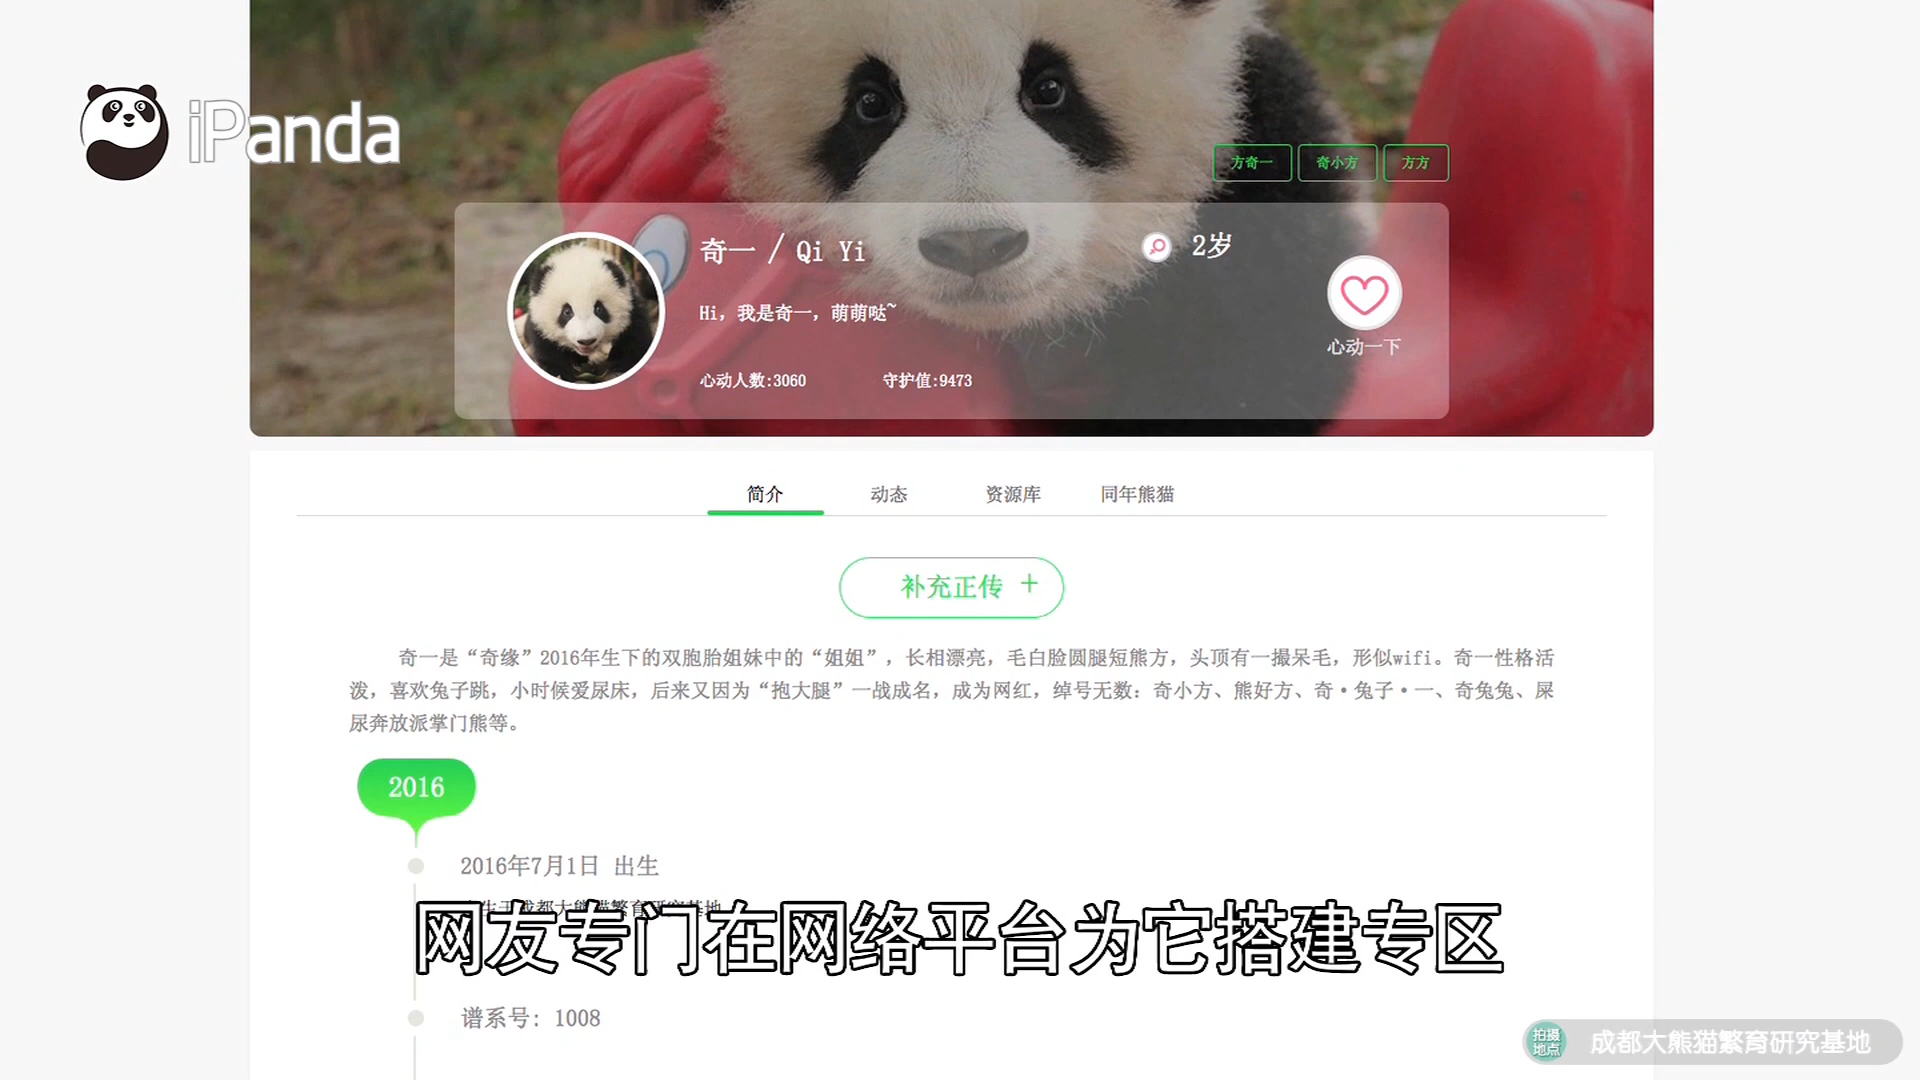 iPanda
方奇一 奇小方 方方
奇一 / Qi Yi
2岁
Hi，我是奇一，萌萌哒~
心动一下
心动人数:3060 守护值:9473
简介 动态 资源库 同年熊猫
补充正传 +
奇一是“奇缘”2016年生下的双胞胎姐妹中的“姐姐”，长相漂亮，毛白脸圆腿短熊方，头顶有一撮呆毛，形似wifi。奇一性格活
泼，喜欢兔子跳，小时候爱尿床，后来又因为“抱大腿”一战成名，成为网红，绰号无数：奇小方、熊好方、奇·兔子·一、奇兔兔、屎
尿奔放派掌门熊等。
2016
2016年7月1日 出生
网友专门在网络平台为它搭建专区
谱系号: 1008
拍摄
地点
成都大熊猫繁育研究基地